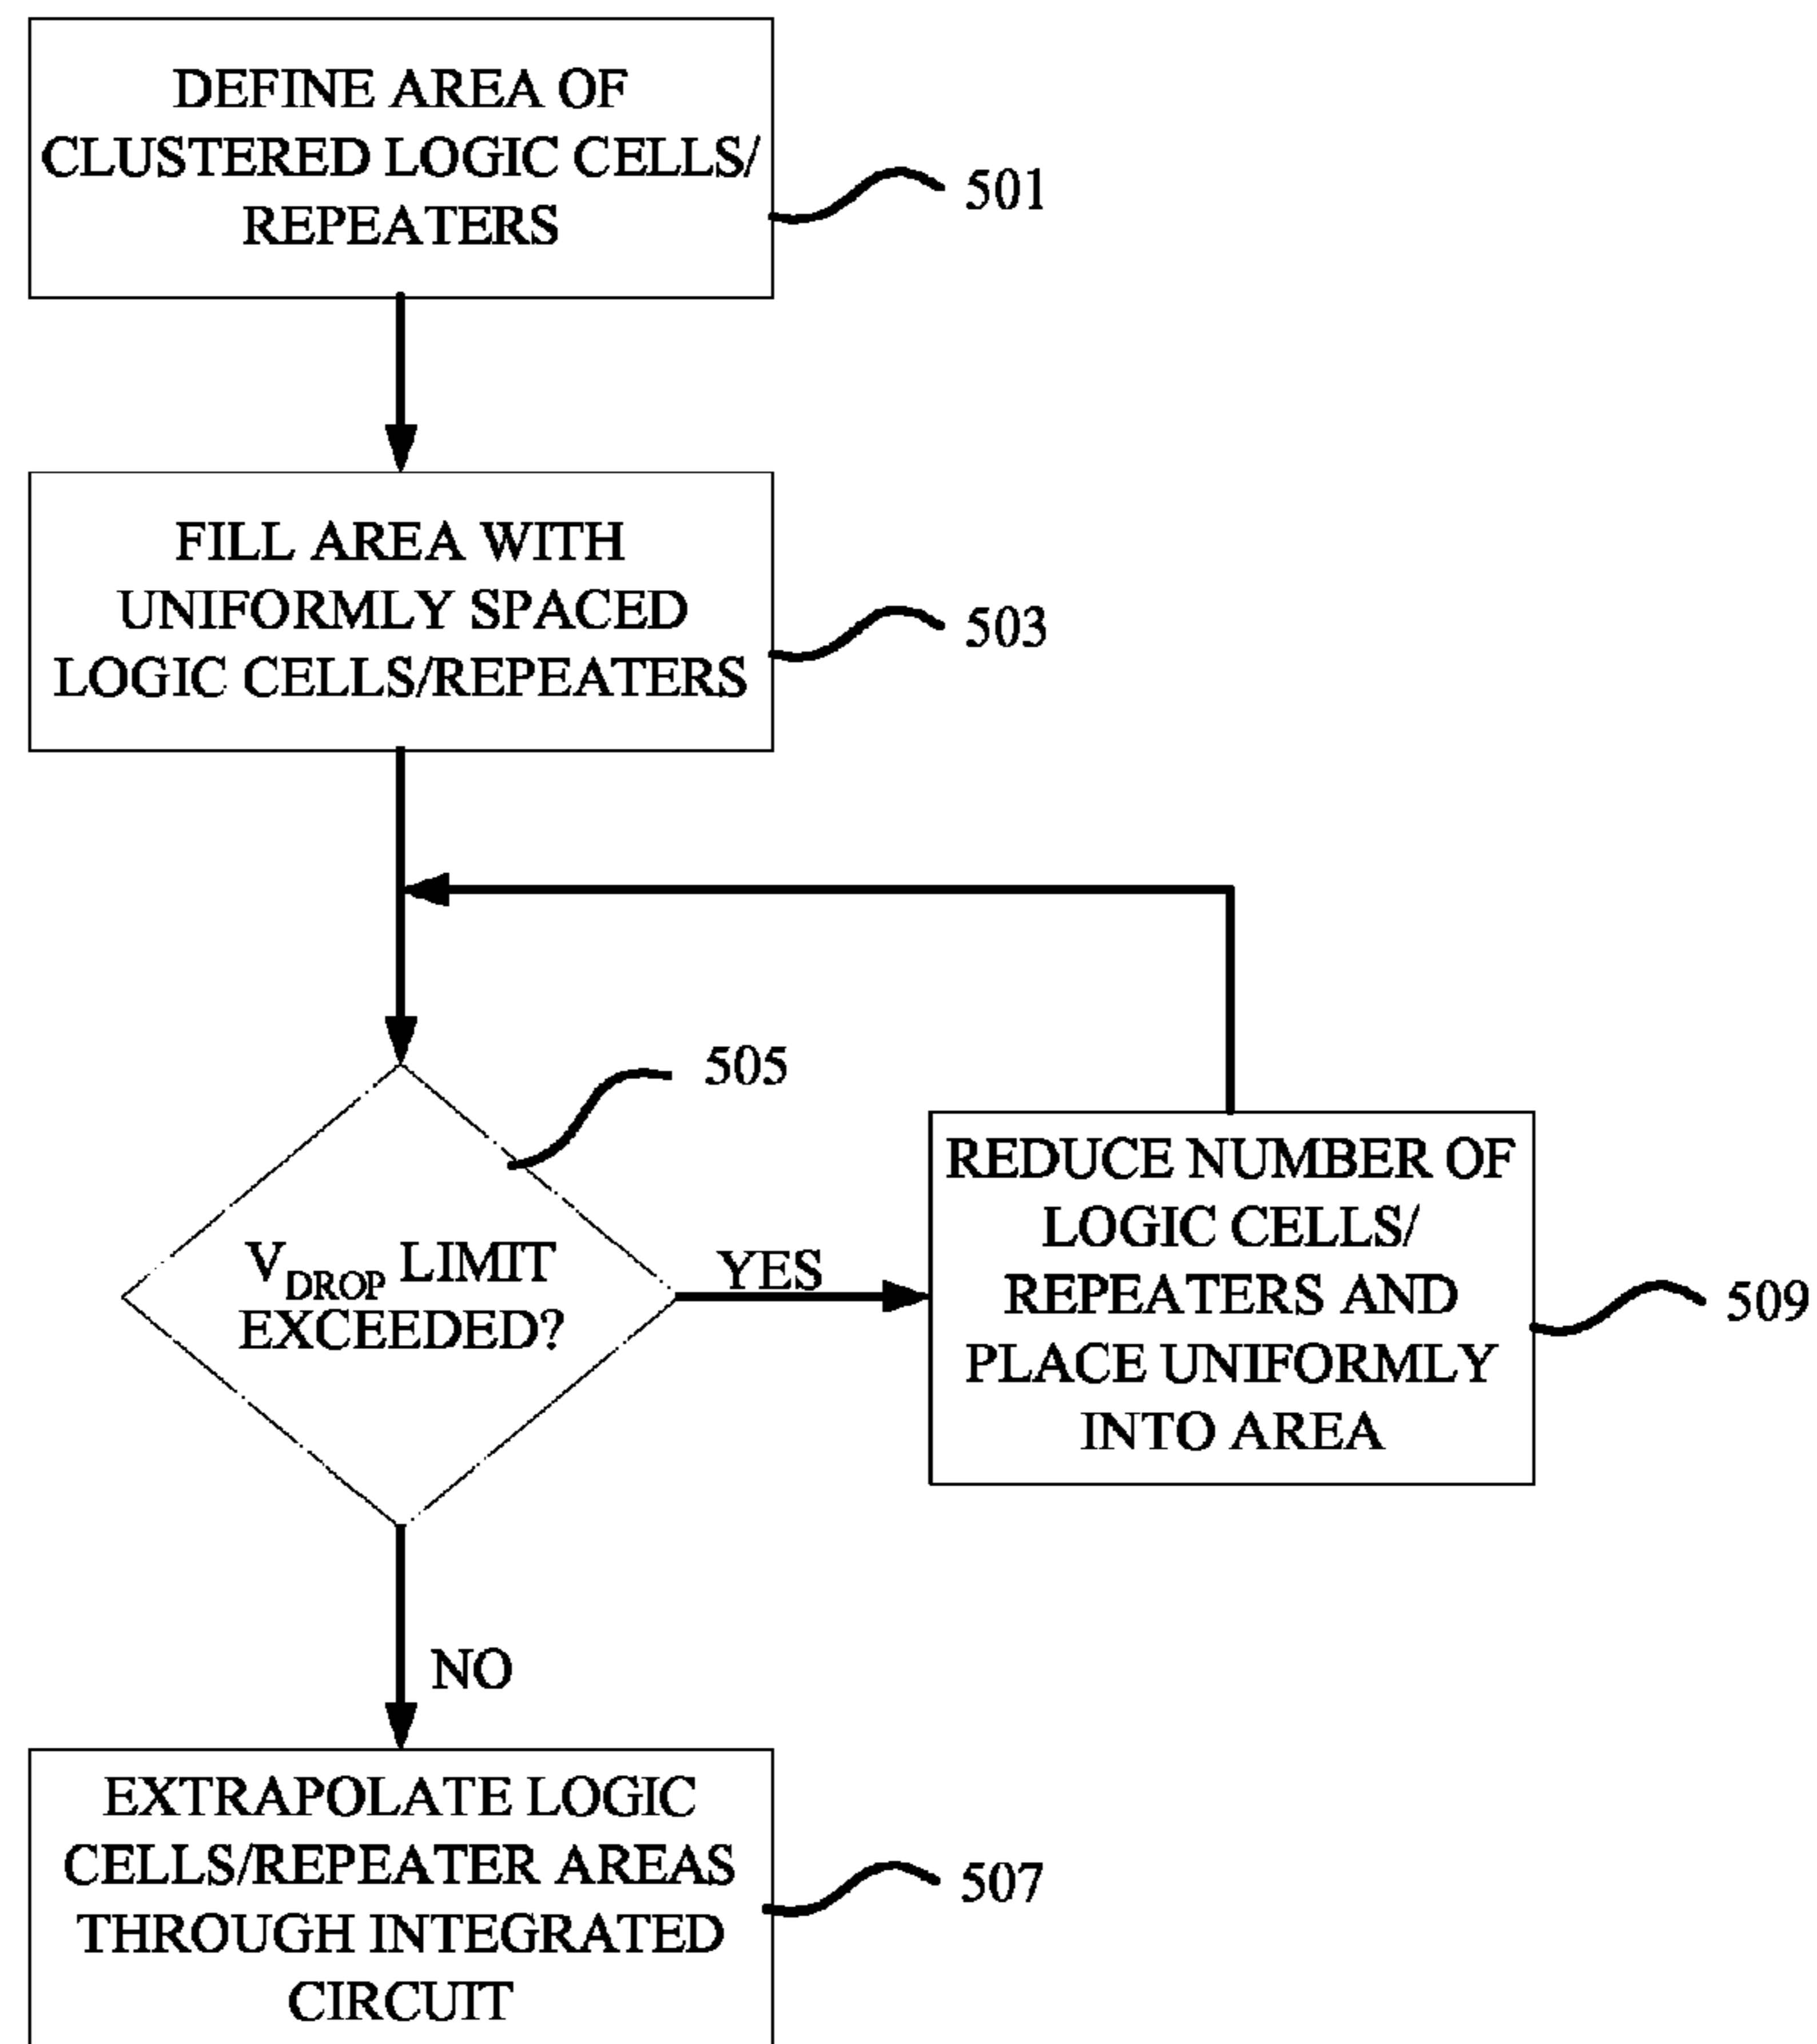 DEFINE AREA OF
CLUSTERED LOGIC CELLS/
REPEATERS
501
FILL AREA WITH
UNIFORMLY SPACED
LOGIC CELLS/REPEATERS
503
505
V_DROP LIMIT
EXCEEDED?
YES
REDUCE NUMBER OF
LOGIC CELLS/
REPEATERS AND
PLACE UNIFORMLY
INTO AREA
509
NO
EXTRAPOLATE LOGIC
CELLS/REPEATER AREAS
THROUGH INTEGRATED
CIRCUIT
507